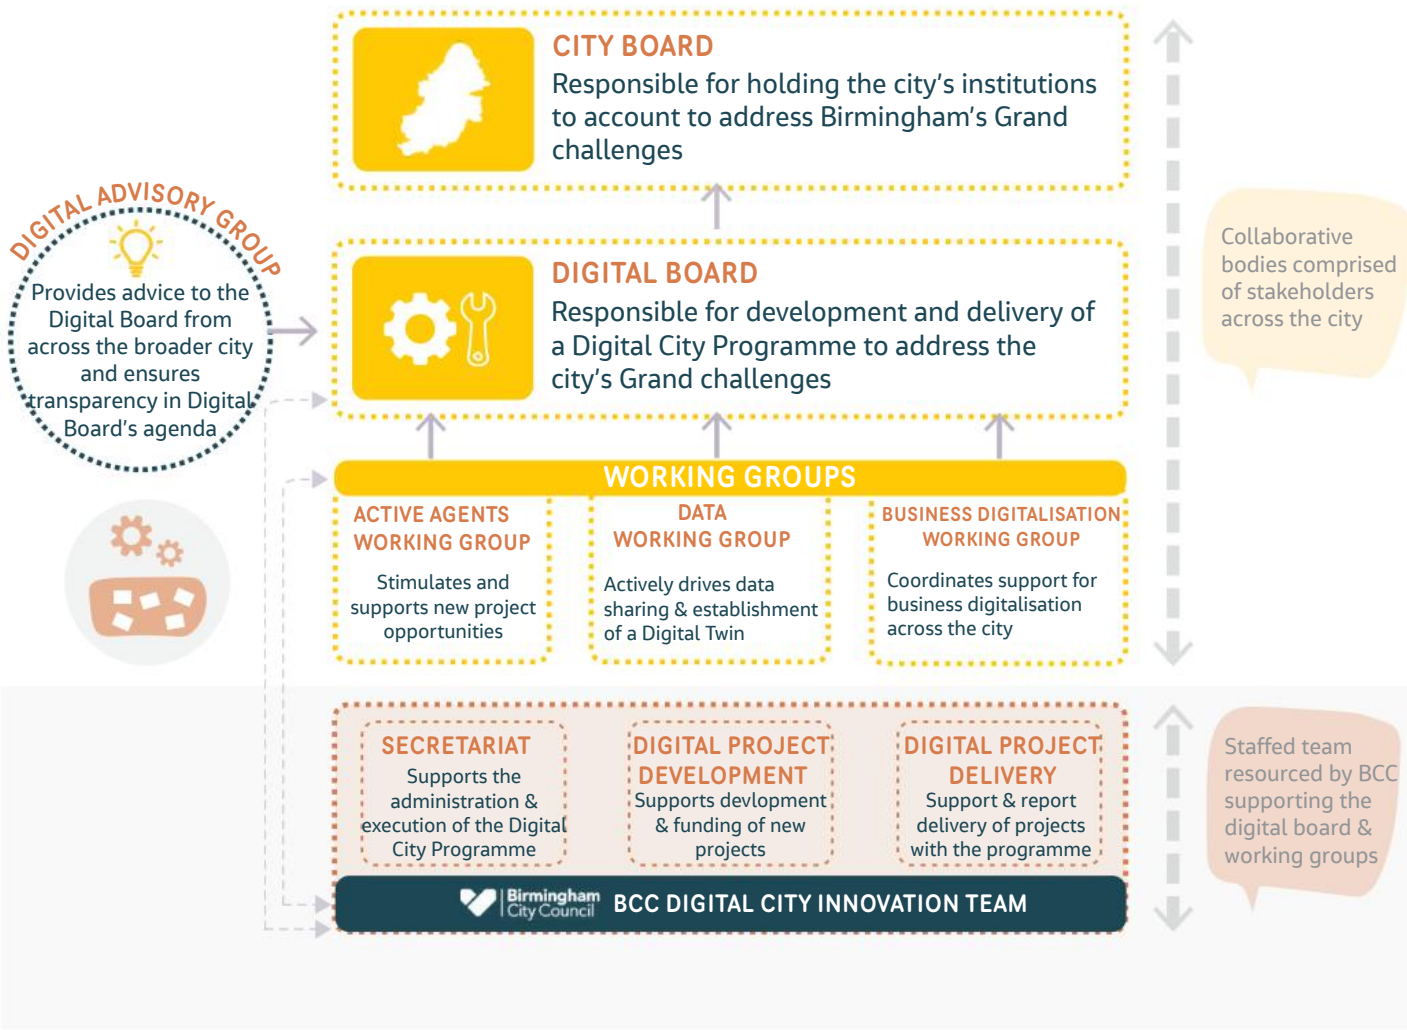 CITY BOARD
Responsible for holding the city's institutions
to account to address Birmingham's Grand
challenges
DIGITAL ADVISORY GROUP
Provides advice to the
Digital Board from
across the broader city
and ensures
transparency in Digital
Board's agenda
DIGITAL BOARD
Responsible for development and delivery of
a Digital City Programme to address the
city's Grand challenges
Collaborative
bodies comprised
of stakeholders
across the city
WORKING GROUPS
ACTIVE AGENTS
WORKING GROUP
Stimulates and
supports new project
opportunities
DATA
WORKING GROUP
Actively drives data
sharing & establishment
of a Digital Twin
BUSINESS DIGITALISATION
WORKING GROUP
Coordinates support for
business digitalisation
across the city
SECRETARIAT
Supports the
administration &
execution of the Digital
City Programme
DIGITAL PROJECT
DEVELOPMENT
Supports devlopment
& funding of new
projects
DIGITAL PROJECT
DELIVERY
Support & report
delivery of projects
with the programme
Staffed team
resourced by BCC
supporting the
digital board &
working groups
Birmingham
City Council
BCC DIGITAL CITY INNOVATION TEAM